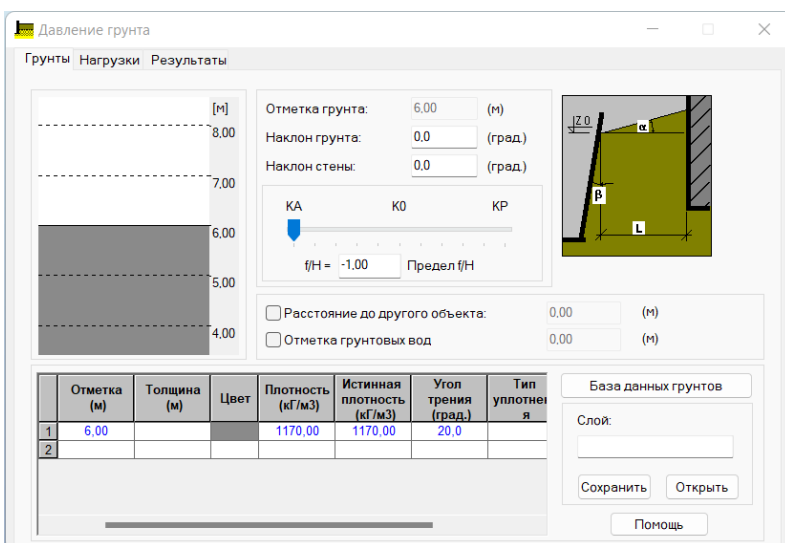 Давление грунта
Грунты Нагрузки Результаты
[м]
8,00
7,00
6,00
5,00
4,00
Отметка грунта: 6,00 (м)
Наклон грунта: 0,0 (град.)
Наклон стены: 0,0 (град.)
KA K0 KP
f/H = -1,00 Предел f/H
Z 0
α
β
L
Расстояние до другого объекта: 0,00 (м)
Отметка грунтовых вод 0,00 (м)
Отметка (м) Толщина (м) Цвет Плотность (кГ/м3) Истинная плотность (кГ/м3) Угол трения (град.) Тип уплотнен я
1 6,00 1170,00 1170,00 20,0
2
База данных грунтов
Слой:
Сохранить Открыть
Помощь